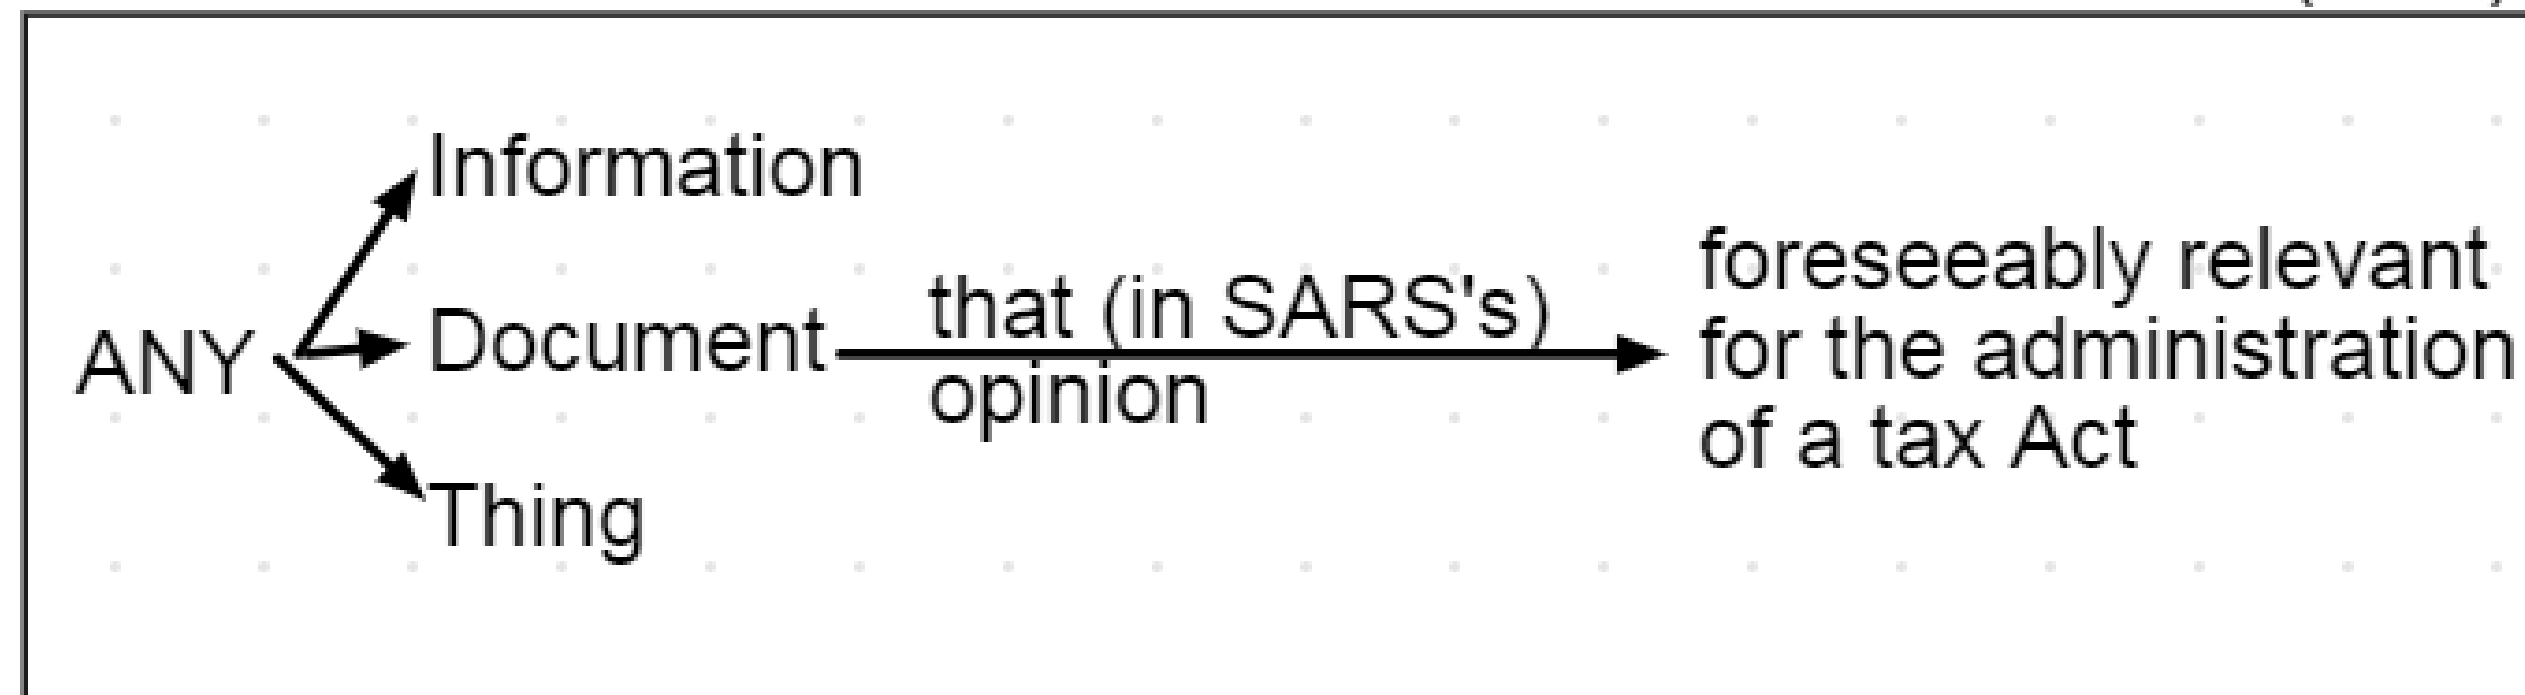 Information
ANY
Document
Thing
that (in SARS's)
opinion
foreseeably relevant
for the administration
of a tax Act